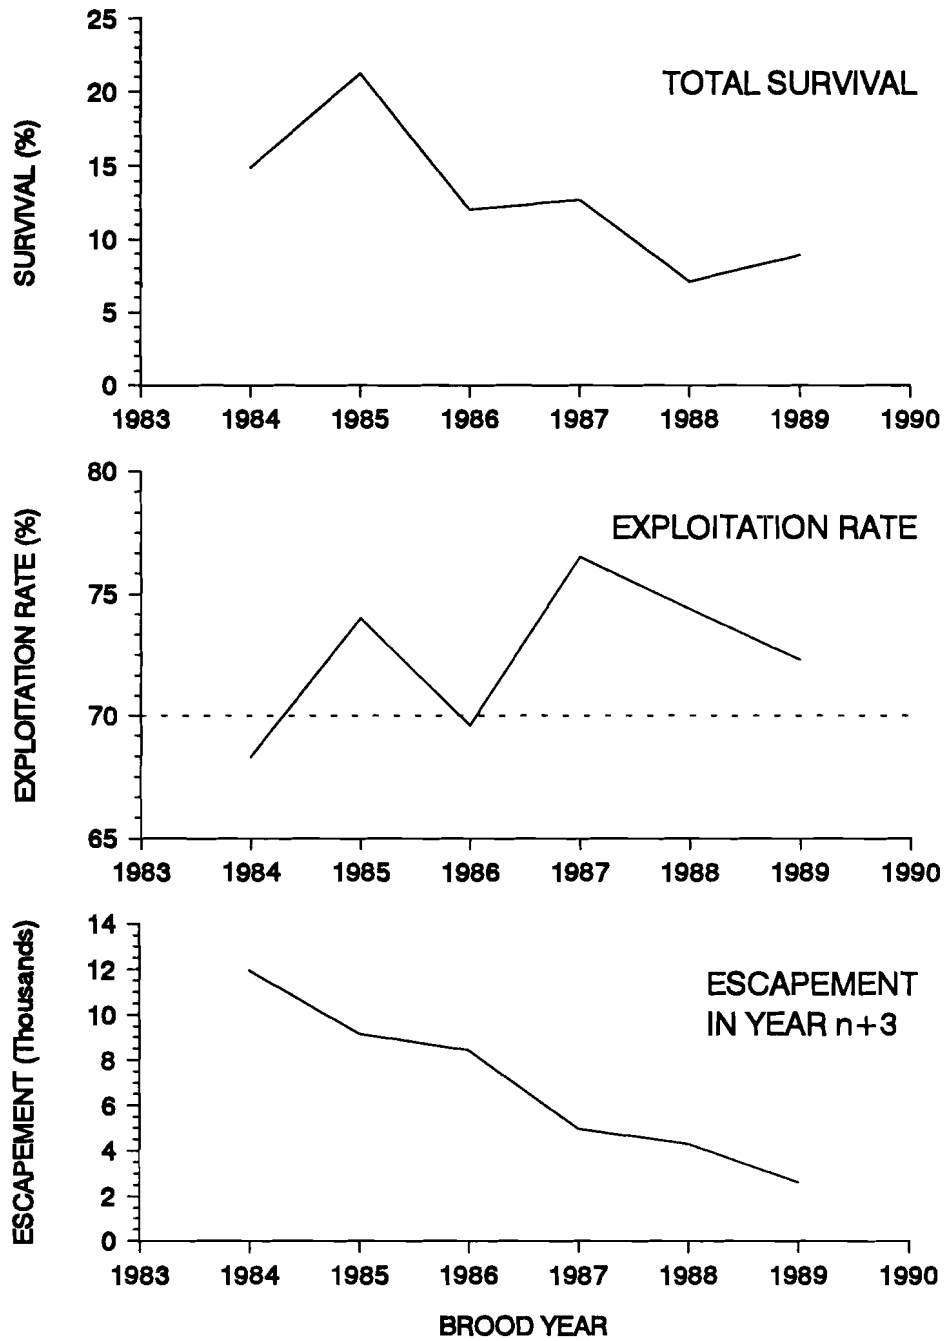 TOTAL SURVIVAL
SURVIVAL (%)
25
20
15
10
5
0
1983 1984 1985 1986 1987 1988 1989 1990
EXPLOITATION RATE
EXPLOITATION RATE (%)
80
75
70
65
1983 1984 1985 1986 1987 1988 1989 1990
ESCAPEMENT
IN YEAR n+3
ESCAPEMENT (Thousands)
14
12
10
8
6
4
2
0
1983 1984 1985 1986 1987 1988 1989 1990
BROOD YEAR